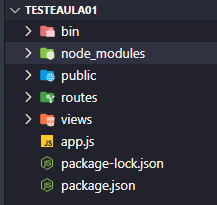 TESTEAULA01
bin
node_modules
public
routes
views
app.js
package-lock.json
package.json